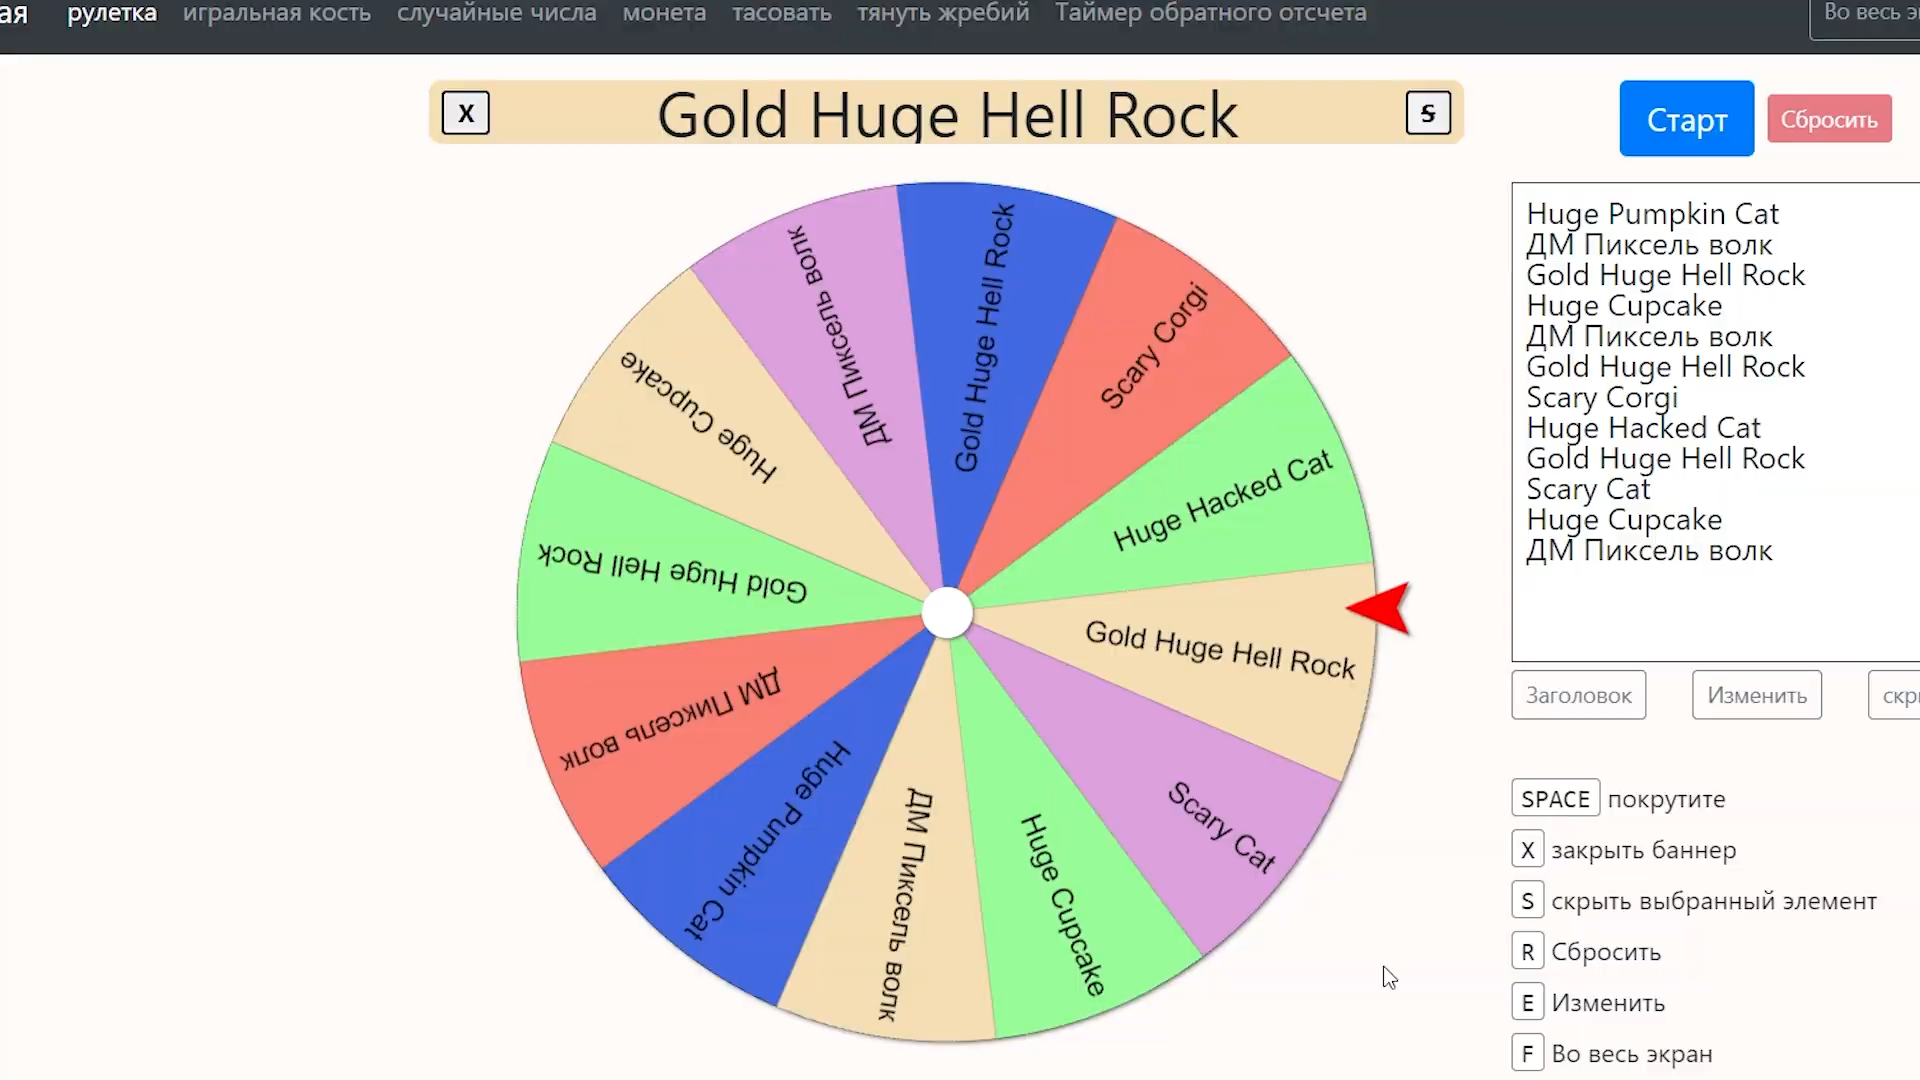 ая рулетка игральная кость случайные числа монета тасовать тянуть жребий Таймер обратного отсчета Во весь э
X Gold Huge Hell Rock S
Старт Сбросить
Huge Pumpkin Cat
ДМ Пиксель волк
Gold Huge Hell Rock
Huge Cupcake
ДМ Пиксель волк
Gold Huge Hell Rock
Scary Corgi
Huge Hacked Cat
Gold Huge Hell Rock
Scary Cat
Huge Cupcake
ДМ Пиксель волк
Gold Huge Hell Rock
Scary Corgi
Huge Hacked Cat
Gold Huge Hell Rock
Scary Cat
Huge Cupcake
ДМ Пиксель волк
Huge Pumpkin Cat
ДМ Пиксель волк
Gold Huge Hell Rock
Huge Cupcake
ДМ Пиксель волк
Заголовок Изменить скр
SPACE покрутите
X закрыть баннер
S скрыть выбранный элемент
R Сбросить
E Изменить
F Во весь экран